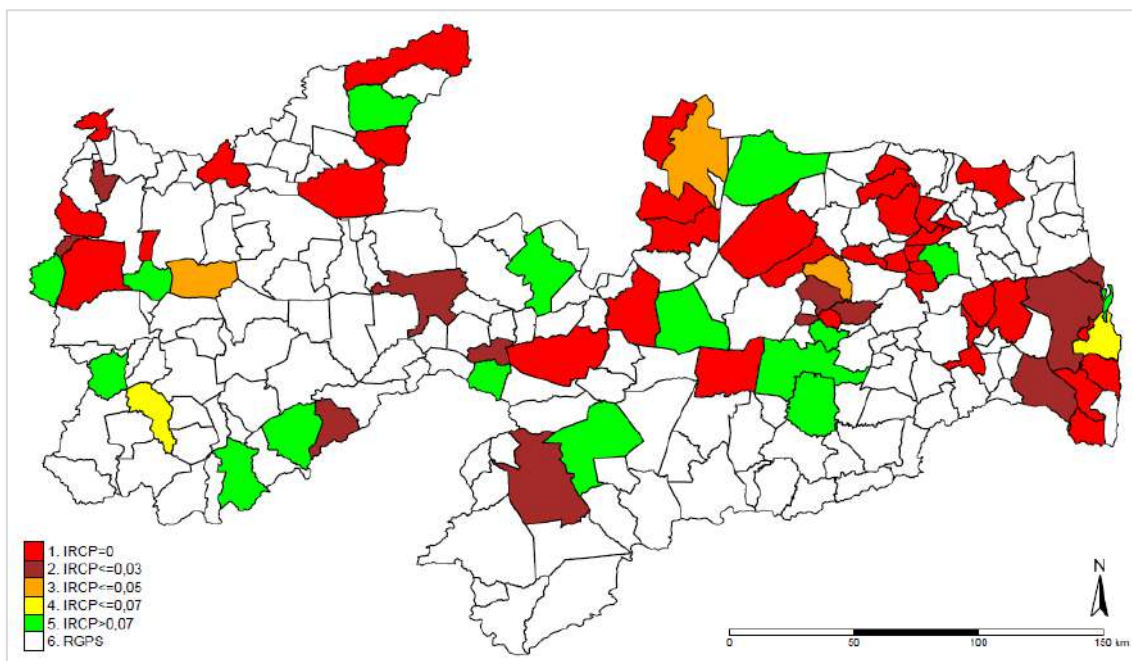 1. IRCP=0
2. IRCP<=0,03
3. IRCP<=0,05
4. IRCP<=0,07
5. IRCP>0,07
6. RGPS
N
0 50 100 150 km